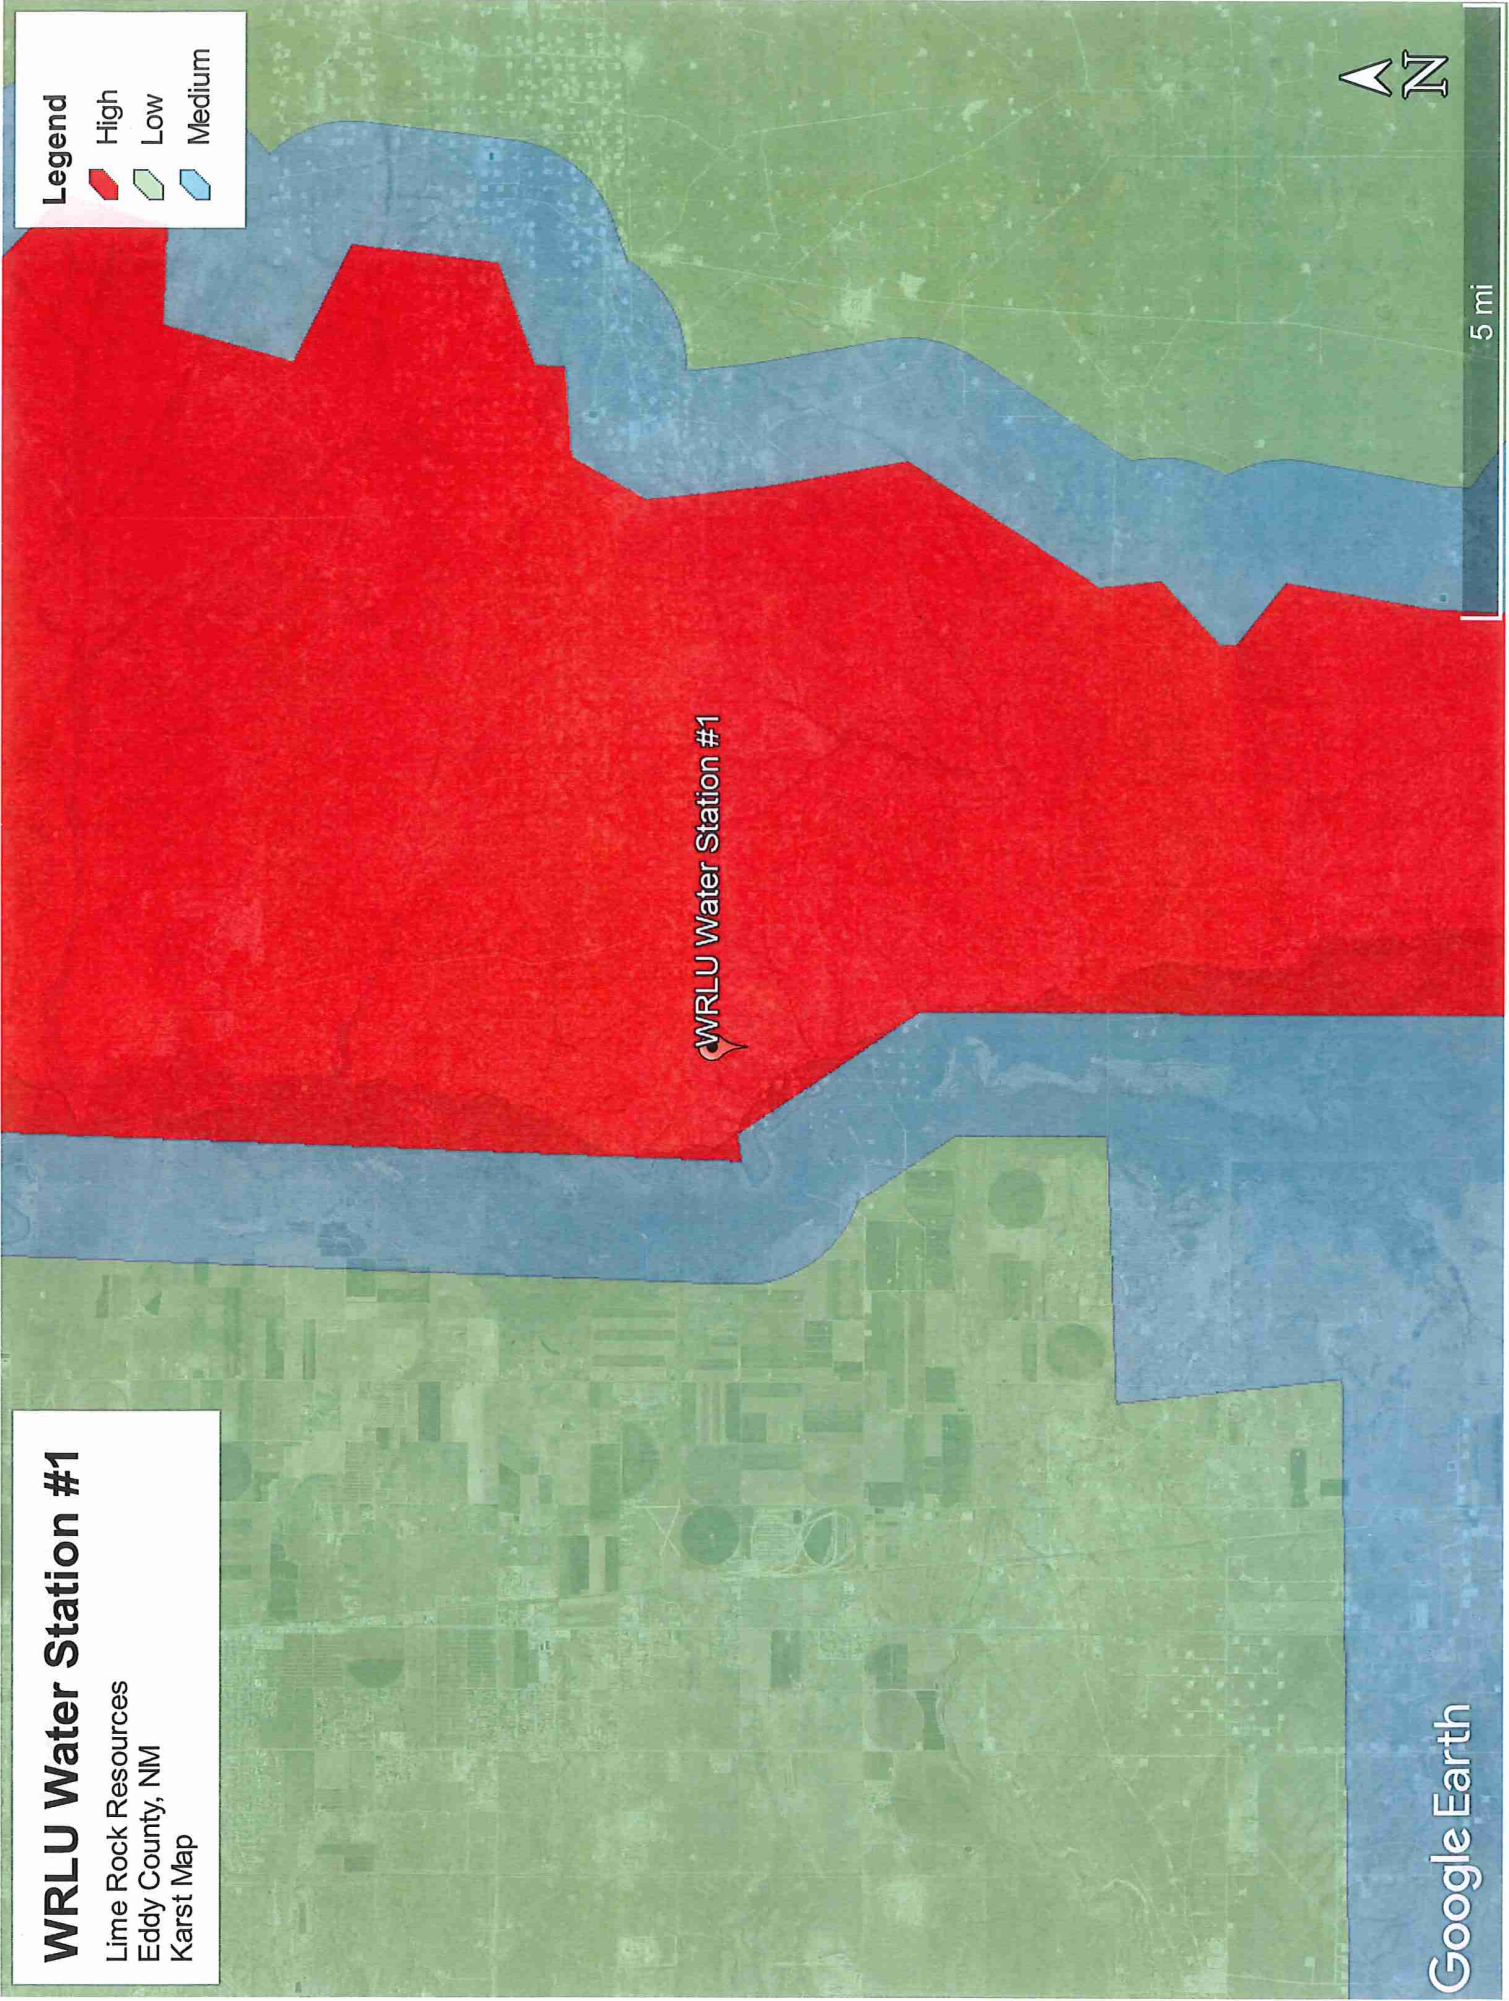 WRLU Water Station #1
Lime Rock Resources
Eddy County, NM
Karst Map
Legend
High
Low
Medium
WRLU Water Station #1
Google Earth
N
5 mi